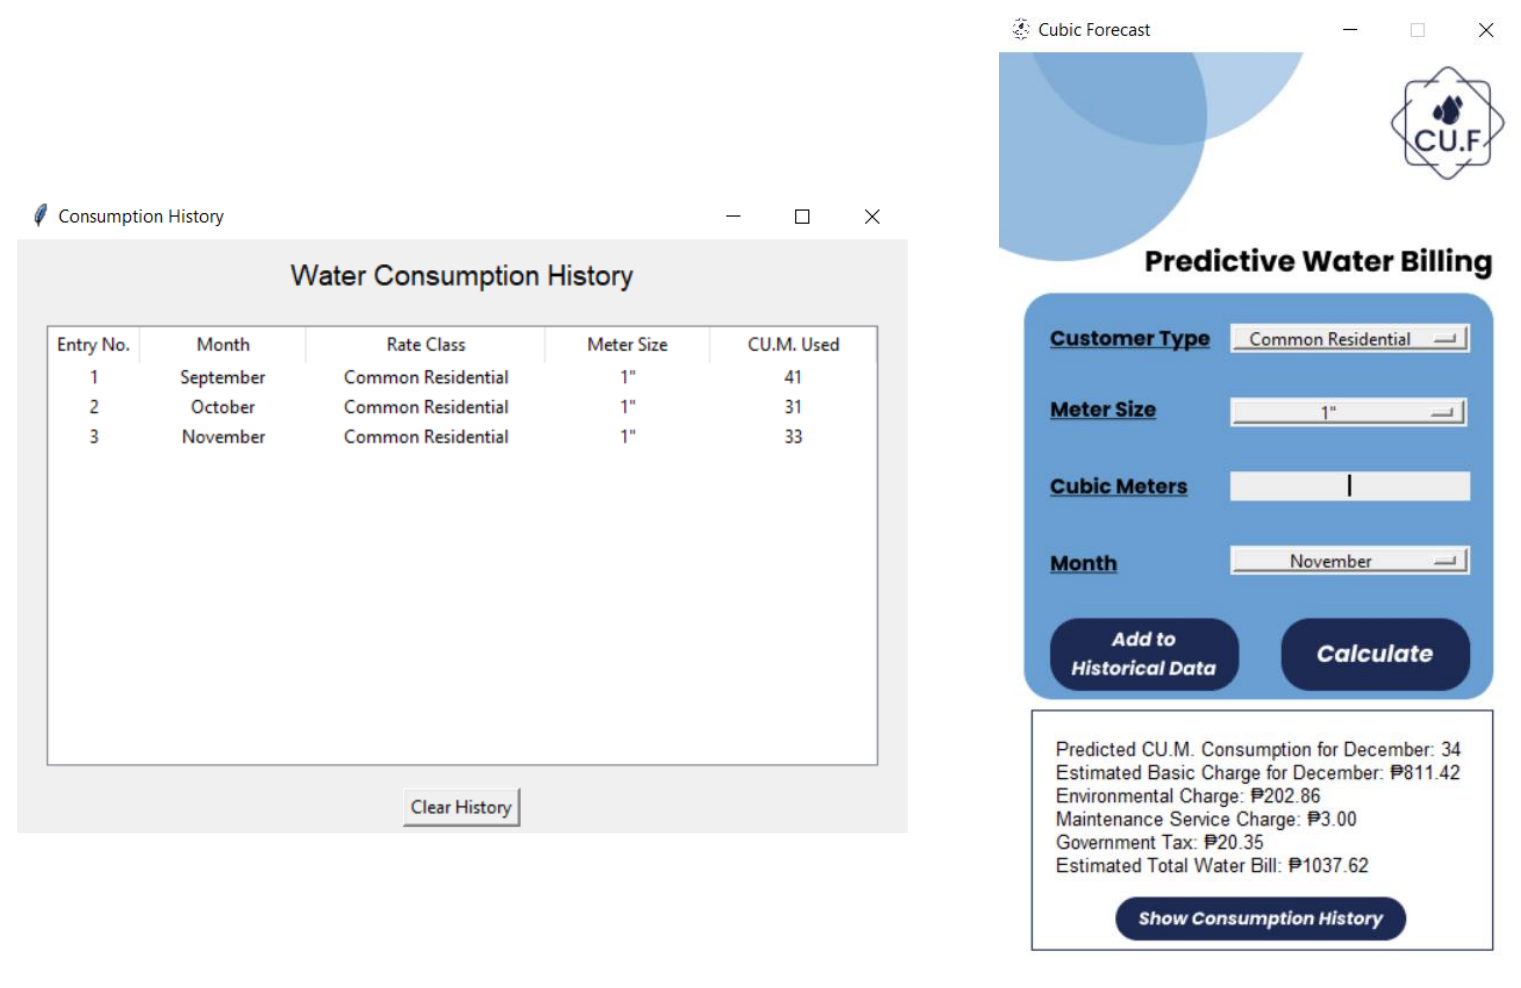 Consumption History
Water Consumption History
Entry No. Month Rate Class Meter Size CU.M. Used
1 September Common Residential 1" 41
2 October Common Residential 1" 31
3 November Common Residential 1" 33
Clear History
Cubic Forecast
CU.F
Predictive Water Billing
Customer Type Common Residential
Meter Size 1"
Cubic Meters
Month November
Add to
Historical Data
Calculate
Predicted CU.M. Consumption for December: 34
Estimated Basic Charge for December: ₱811.42
Environmental Charge: ₱202.86
Maintenance Service Charge: ₱3.00
Government Tax: ₱20.35
Estimated Total Water Bill: ₱1037.62
Show Consumption History